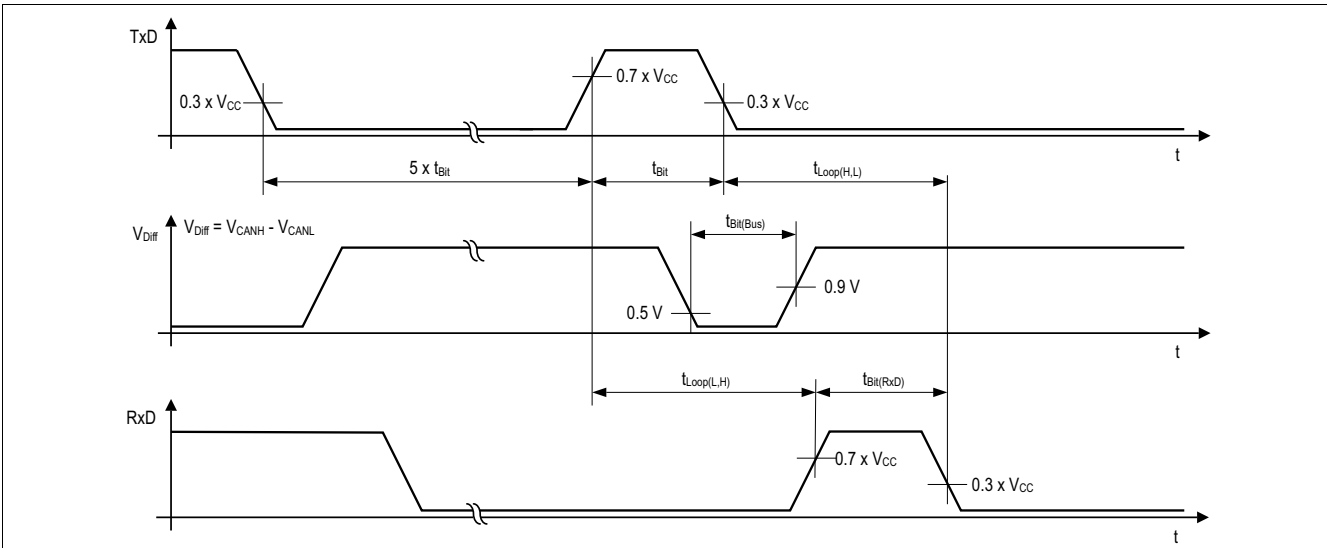 TxD
0.7 x VCC
0.3 x VCC
0.3 x VCC
t
5 x tBit
tBit
tLoop(H,L)
VDiff
VDiff = VCANH - VCANL
tBit(Bus)
0.9 V
0.5 V
t
tLoop(L,H)
tBit(RxD)
RxD
0.7 x VCC
0.3 x VCC
t